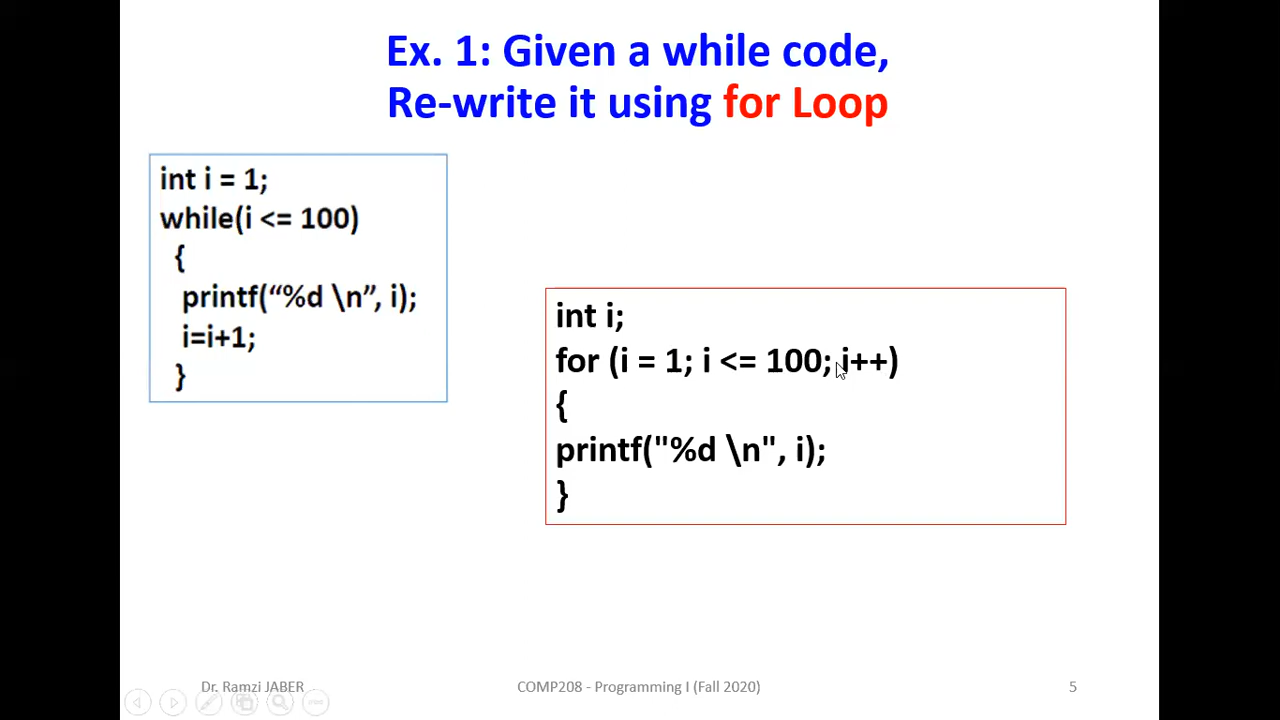 Ex. 1: Given a while code,
Re-write it using for Loop
int i = 1;
while(i <= 100)
{
printf(“%d \n”, i);
i=i+1;
}
int i;
for (i = 1; i <= 100; i++)
{
printf("%d \n", i);
}
Dr. Ramzi JABER
COMP208 - Programming I (Fall 2020)
5